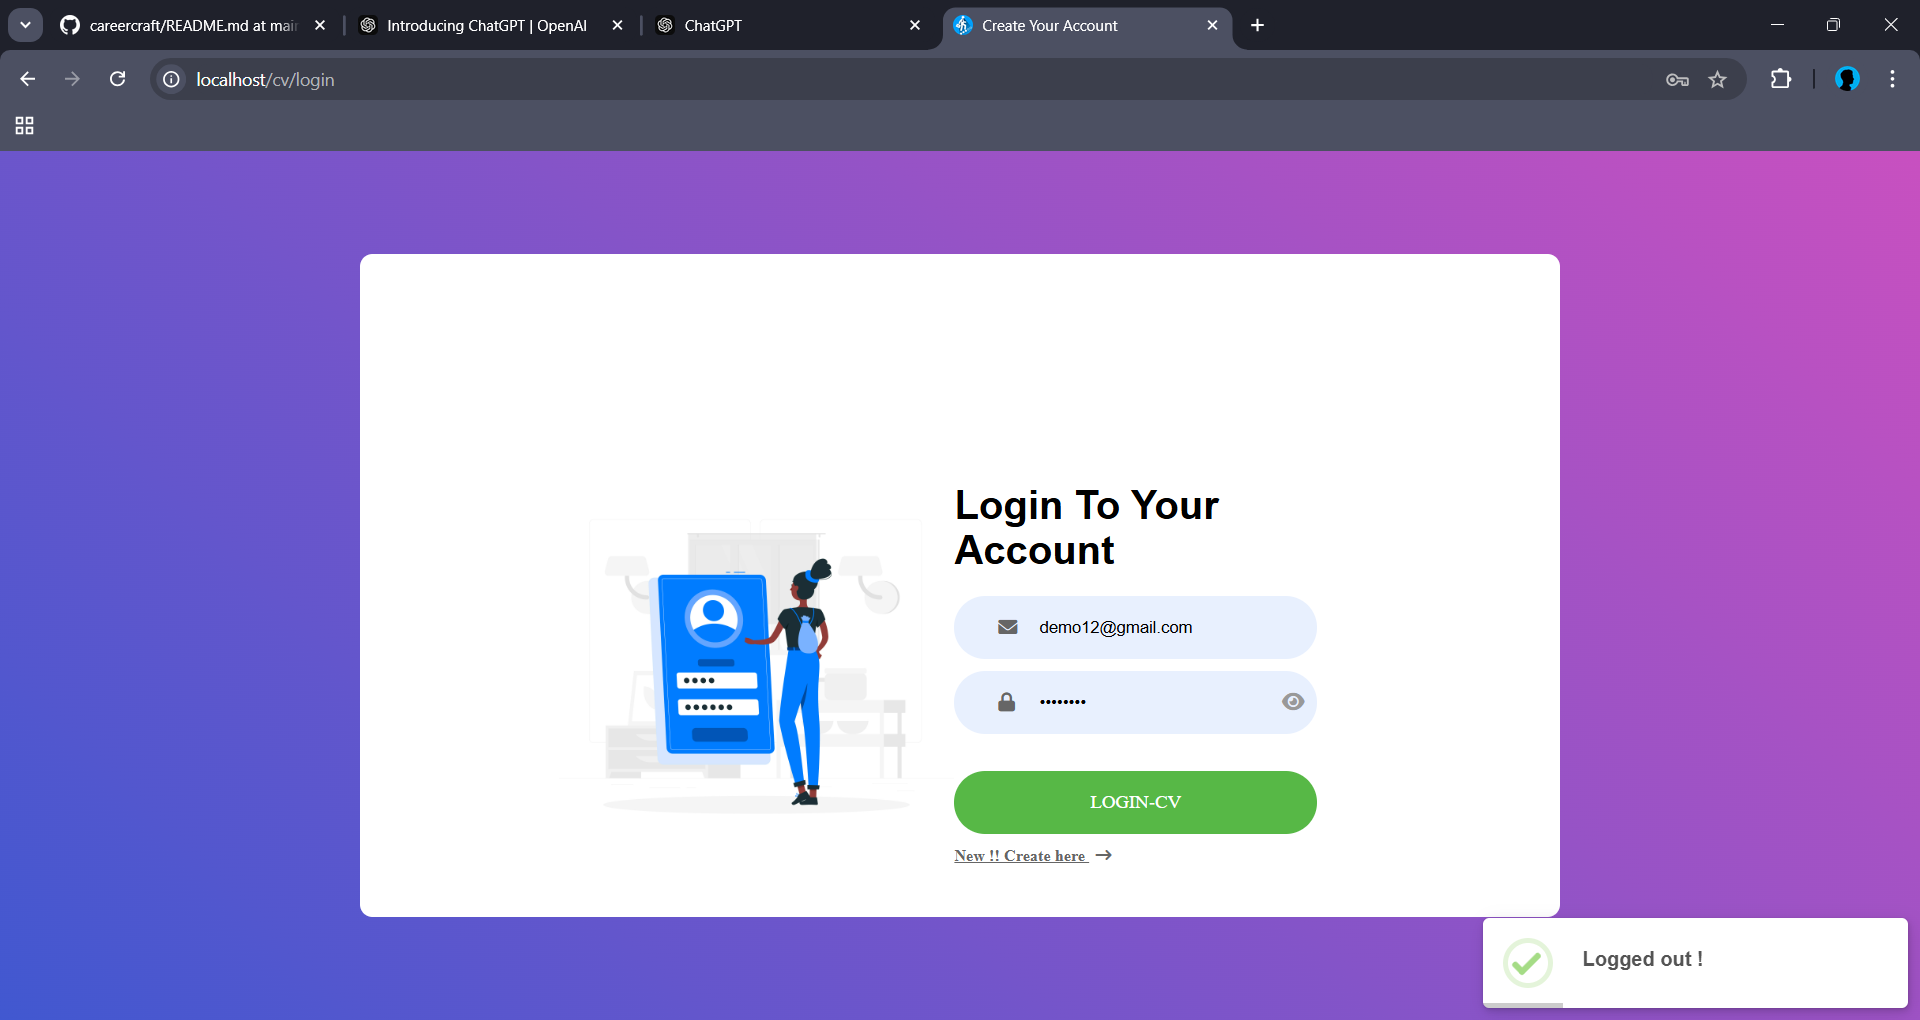 careercraft/README.md at mai
Introducing ChatGPT | OpenAI
ChatGPT
Create Your Account
localhost/cv/login
Login To Your
Account
demo12@gmail.com
••••••••
LOGIN-CV
New !! Create here
Logged out !